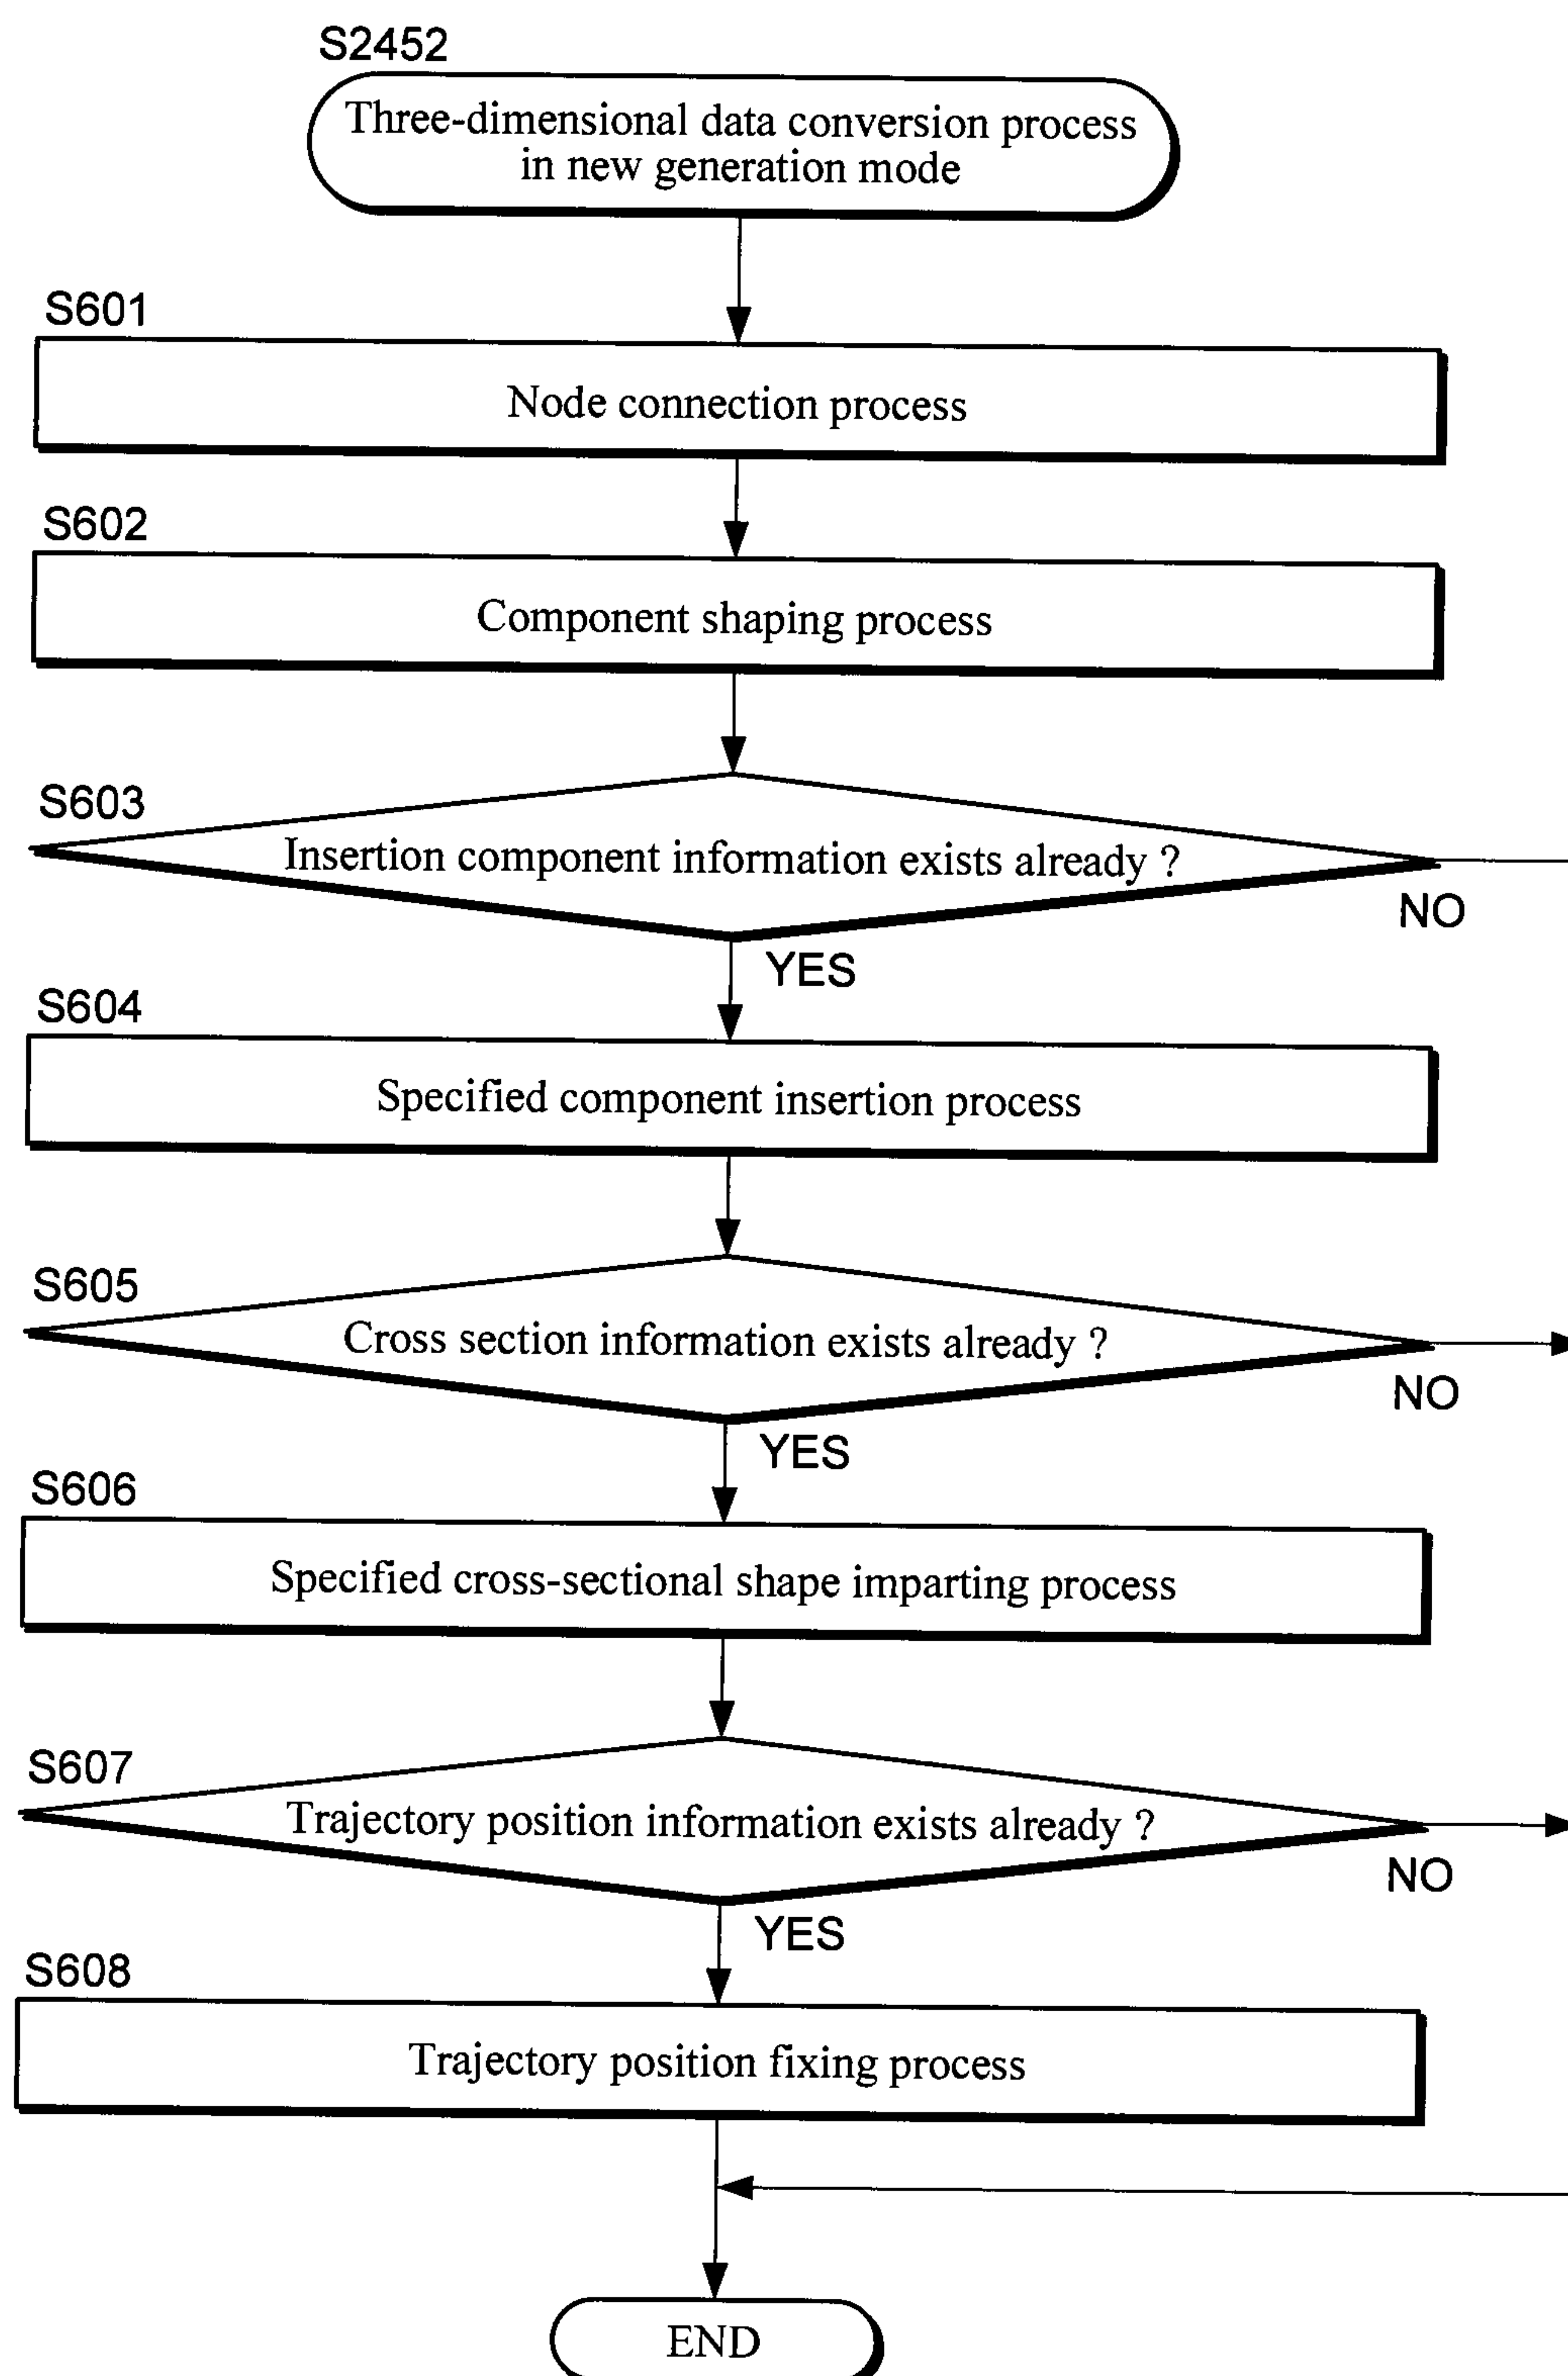 S2452
Three-dimensional data conversion process
in new generation mode
S601
Node connection process
S602
Component shaping process
S603
Insertion component information exists already ?
NO
YES
S604
Specified component insertion process
S605
Cross section information exists already ?
NO
YES
S606
Specified cross-sectional shape imparting process
S607
Trajectory position information exists already ?
NO
YES
S608
Trajectory position fixing process
END